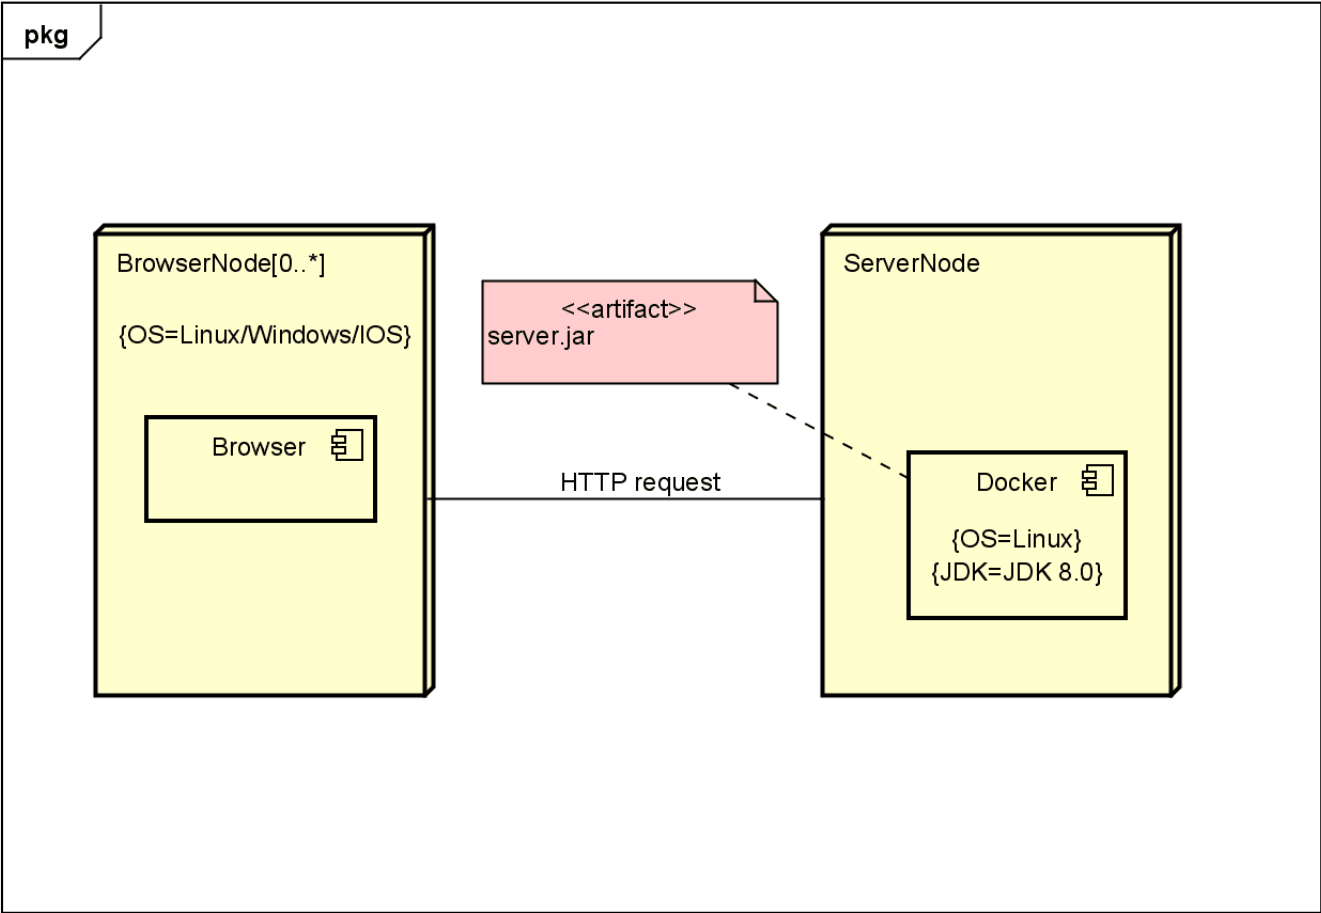 pkg
BrowserNode[0..*]
{OS=Linux/Windows/IOS}
Browser
<<artifact>>
server.jar
HTTP request
ServerNode
Docker
{OS=Linux}
{JDK=JDK 8.0}